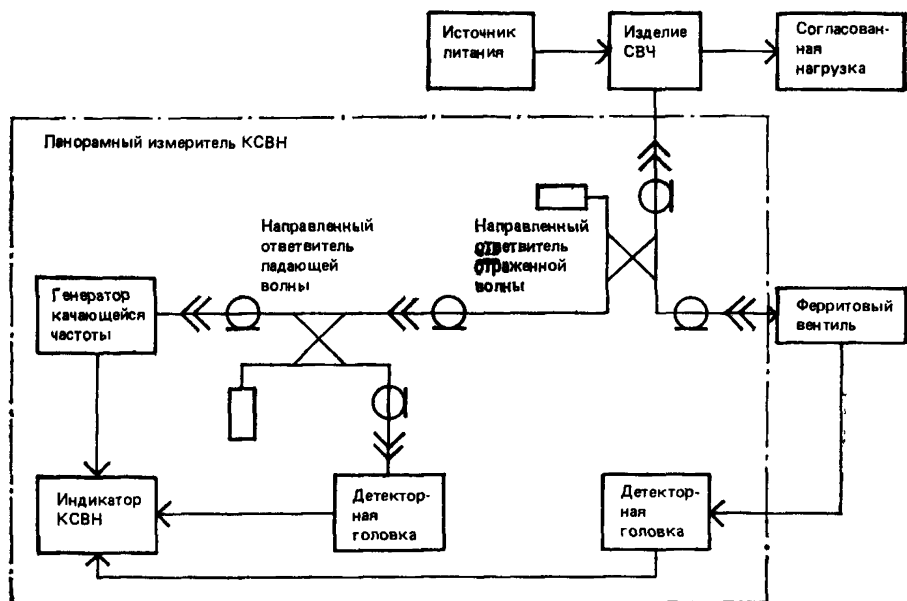 Источник
питания
Изделие
СВЧ
Согласован-
ная
нагрузка
Панорамный измеритель КСВН
Направленный
ответвитель
падающей
волны
Направленный
ответвитель
отраженной
волны
Генератор
качающейся
частоты
Ферритовый
вентиль
Индикатор
КСВН
Детектор-
ная
головка
Детектор-
ная
головка